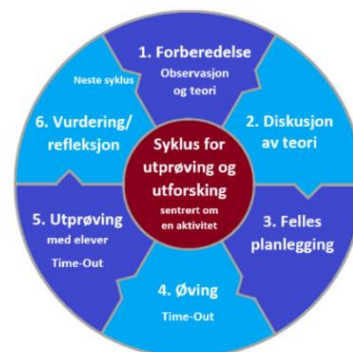 1. Forberedelse
Observasjon
og teori
2. Diskusjon
av teori
3. Felles
planlegging
4. Øving
Time-Out
5. Utprøving
med elever
Time-Out
6. Vurdering/
refleksjon
Neste syklus
Syklus for
utprøving og
utforsking
sentrert om
en aktivitet